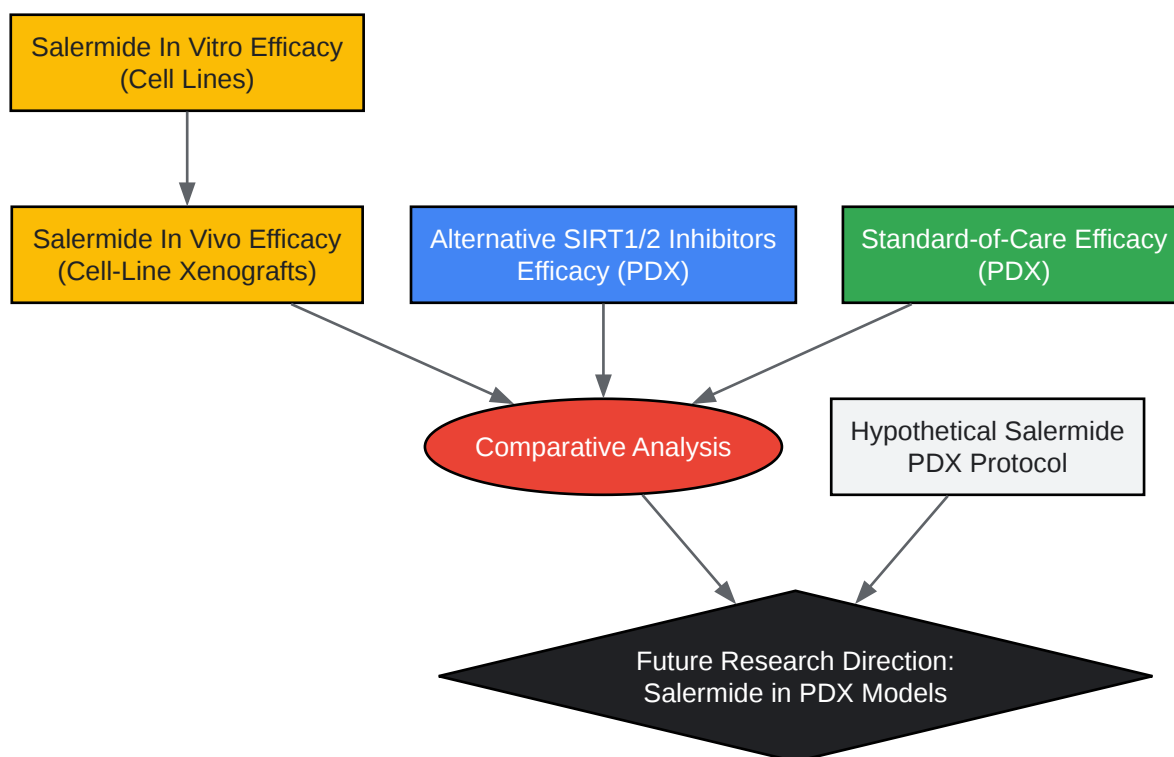 Salermide In Vitro Efficacy
(Cell Lines)
Salermide In Vivo Efficacy
(Cell-Line Xenografts)
Alternative SIRT1/2 Inhibitors
Efficacy (PDX)
Standard-of-Care Efficacy
(PDX)
Comparative Analysis
Hypothetical Salermide
PDX Protocol
Future Research Direction:
Salermide in PDX Models